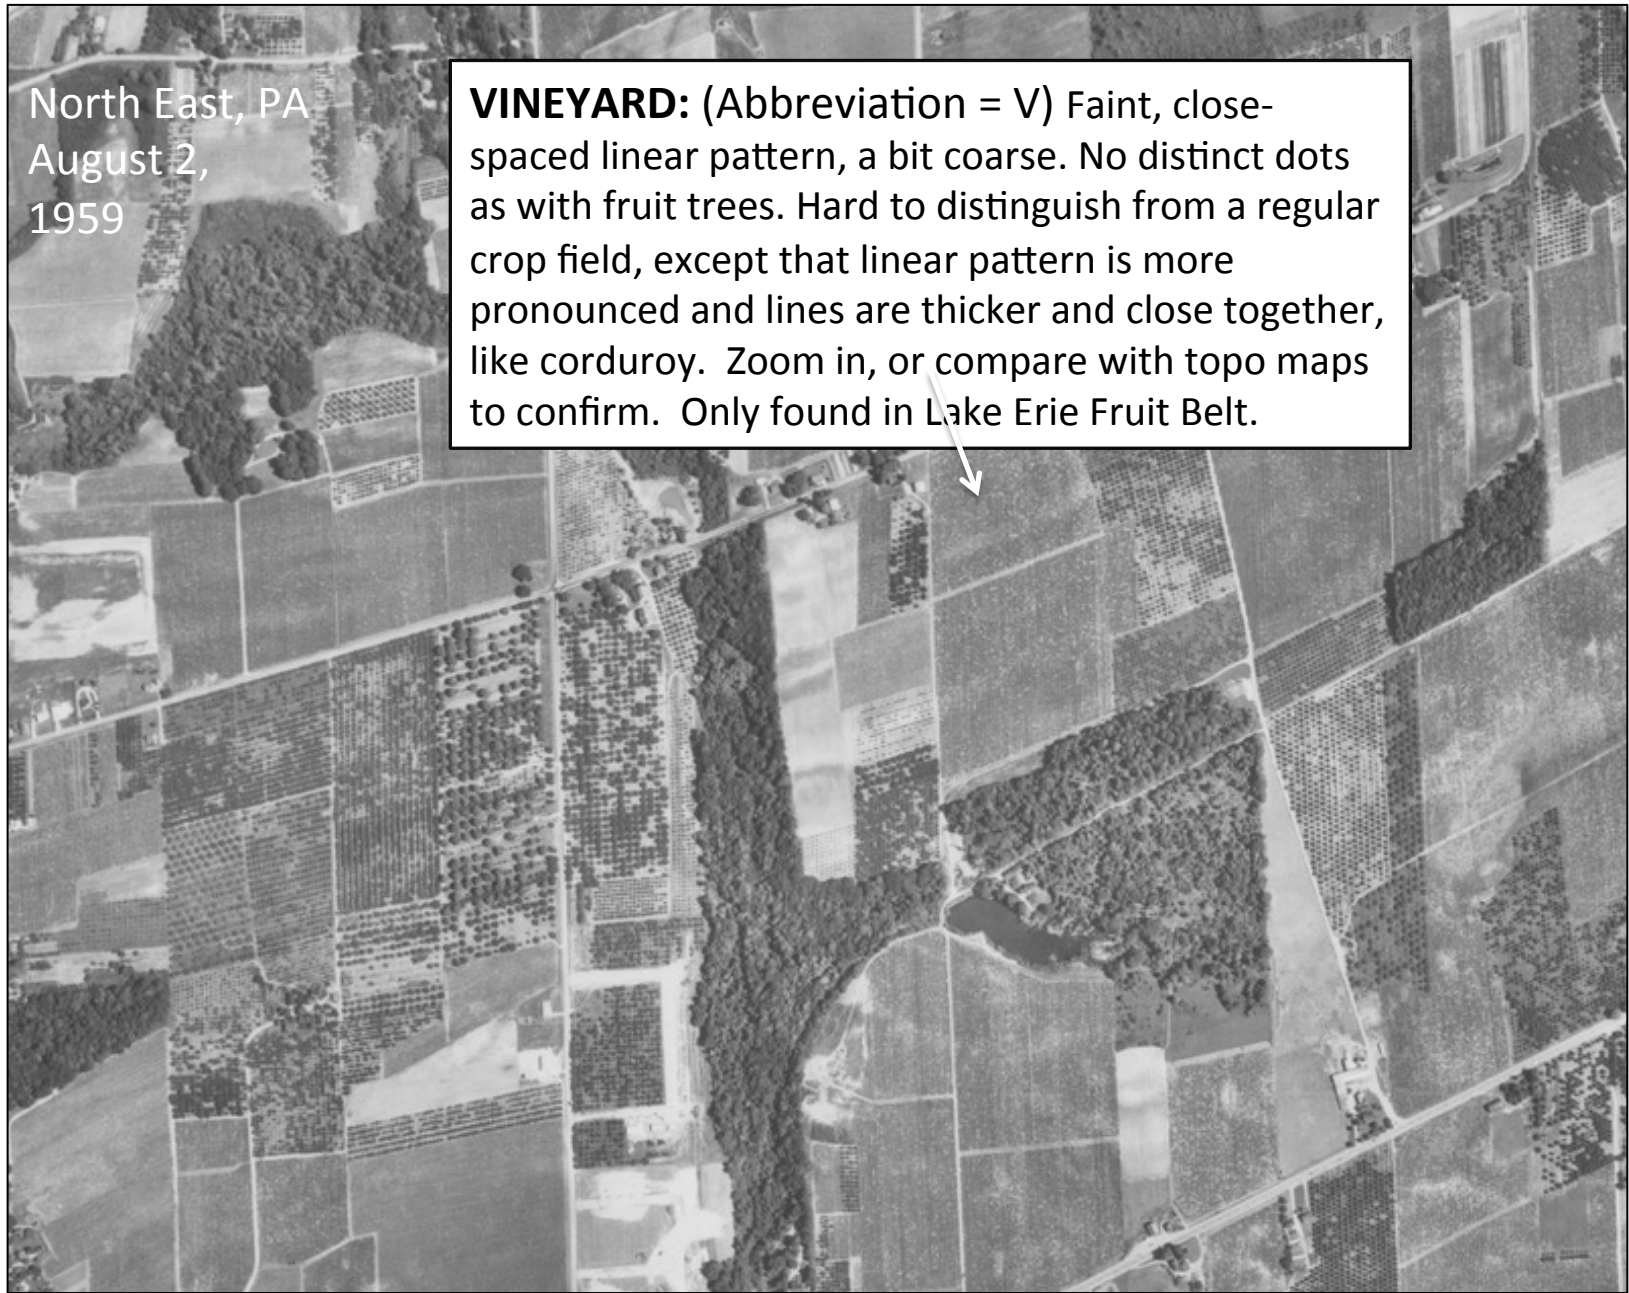 North East, PA
August 2,
1959
VINEYARD: (Abbreviation = V) Faint, close-
spaced linear pattern, a bit coarse. No distinct dots
as with fruit trees. Hard to distinguish from a regular
crop field, except that linear pattern is more
pronounced and lines are thicker and close together,
like corduroy.  Zoom in, or compare with topo maps
to confirm.  Only found in Lake Erie Fruit Belt.